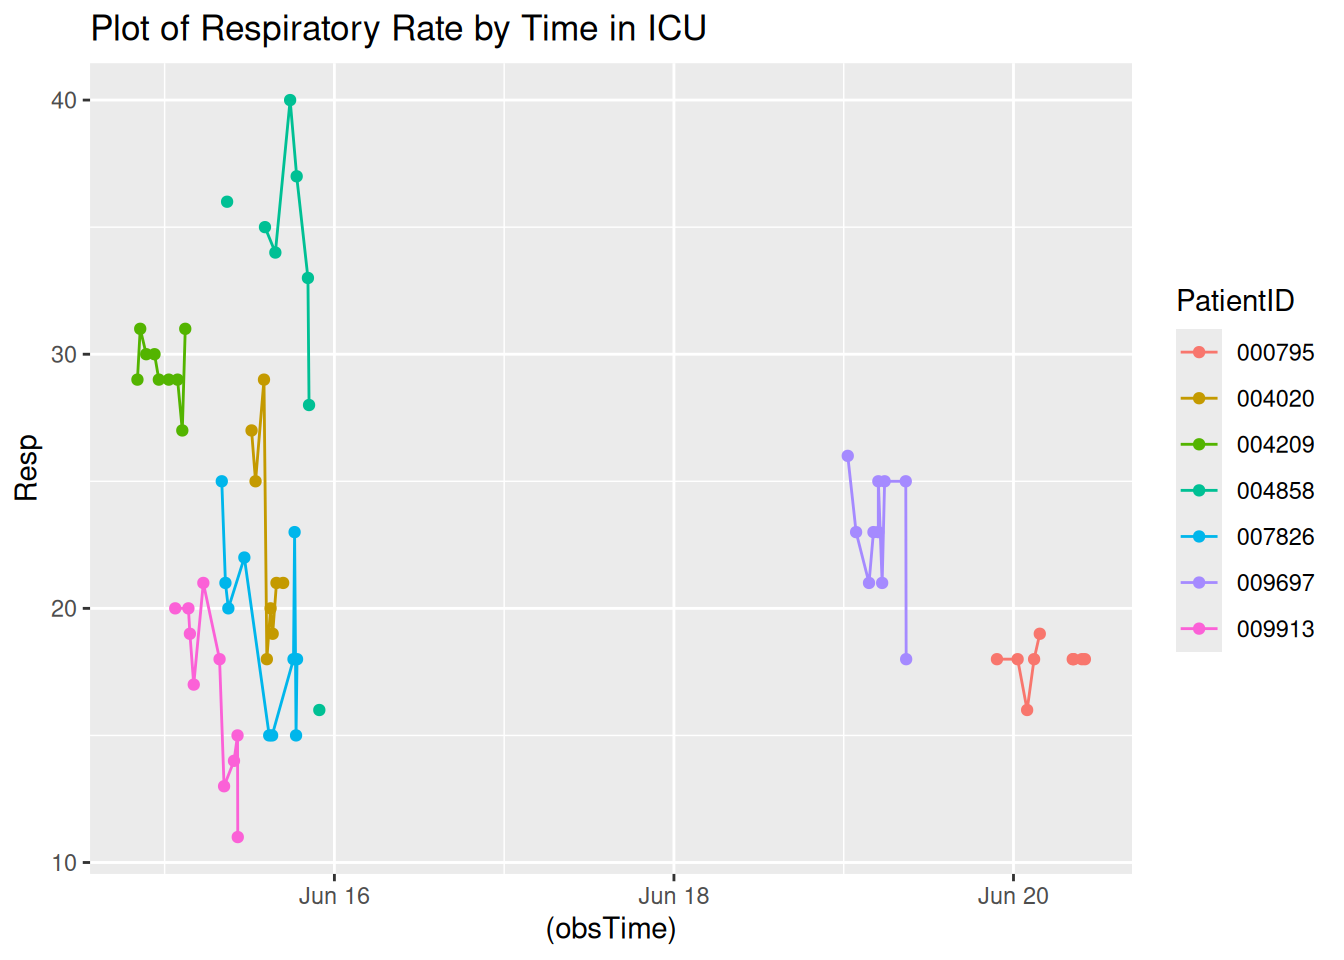 Plot of Respiratory Rate by Time in ICU
40
30
20
10
Resp
Jun 16
Jun 18
Jun 20
(obsTime)
PatientID
000795
004020
004209
004858
007826
009697
009913